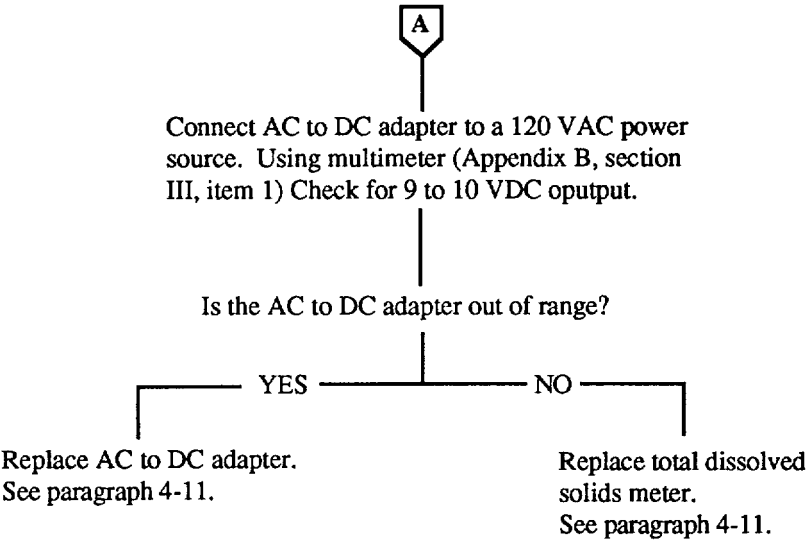 A
Connect AC to DC adapter to a 120 VAC power
source. Using multimeter (Appendix B, section
III, item 1) Check for 9 to 10 VDC oputput.
Is the AC to DC adapter out of range?
YES
NO
Replace AC to DC adapter.
See paragraph 4-11.
Replace total dissolved
solids meter.
See paragraph 4-11.